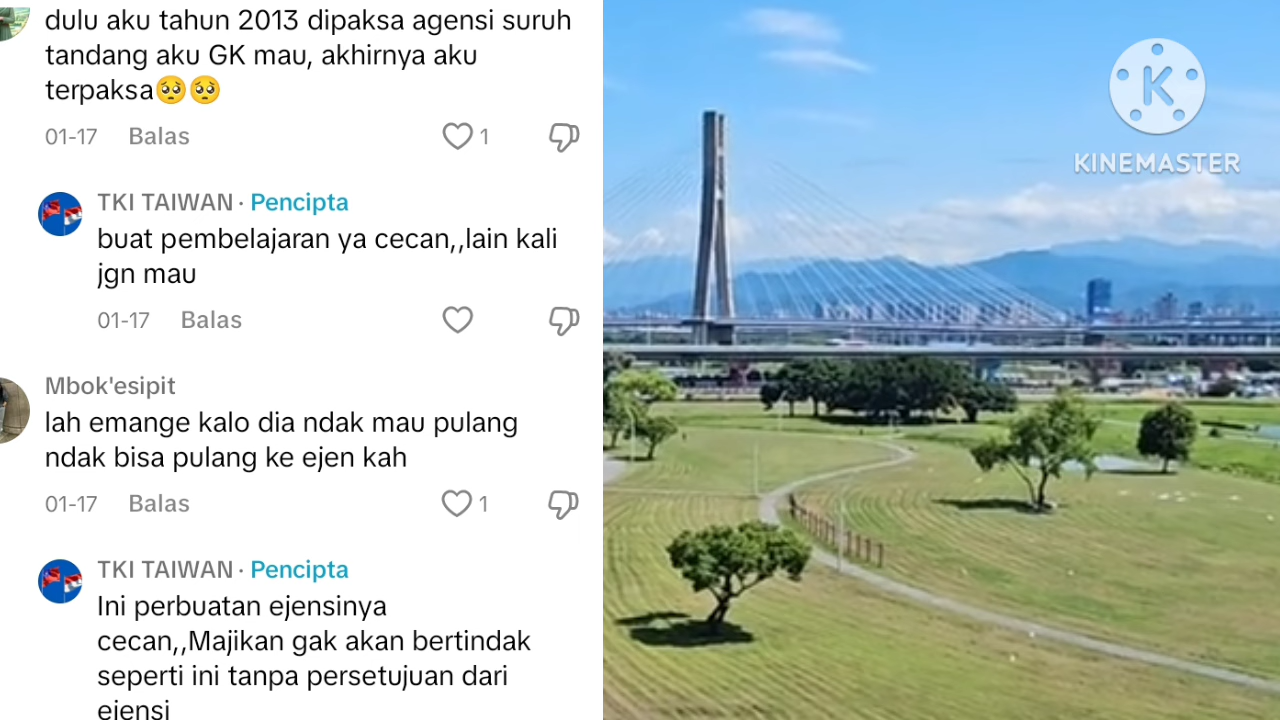 dulu aku tahun 2013 dipaksa agensi suruh
tandang aku GK mau, akhirnya aku
terpaksa🥺🥺
01-17 Balas 1
TKI TAIWAN · Pencipta
buat pembelajaran ya cecan,,lain kali
jgn mau
01-17 Balas
Mbok'esipit
lah emange kalo dia ndak mau pulang
ndak bisa pulang ke ejen kah
01-17 Balas 1
TKI TAIWAN · Pencipta
Ini perbuatan ejensinya
cecan,,Majikan gak akan bertindak
seperti ini tanpa persetujuan dari
ejensi
K
KINEMASTER